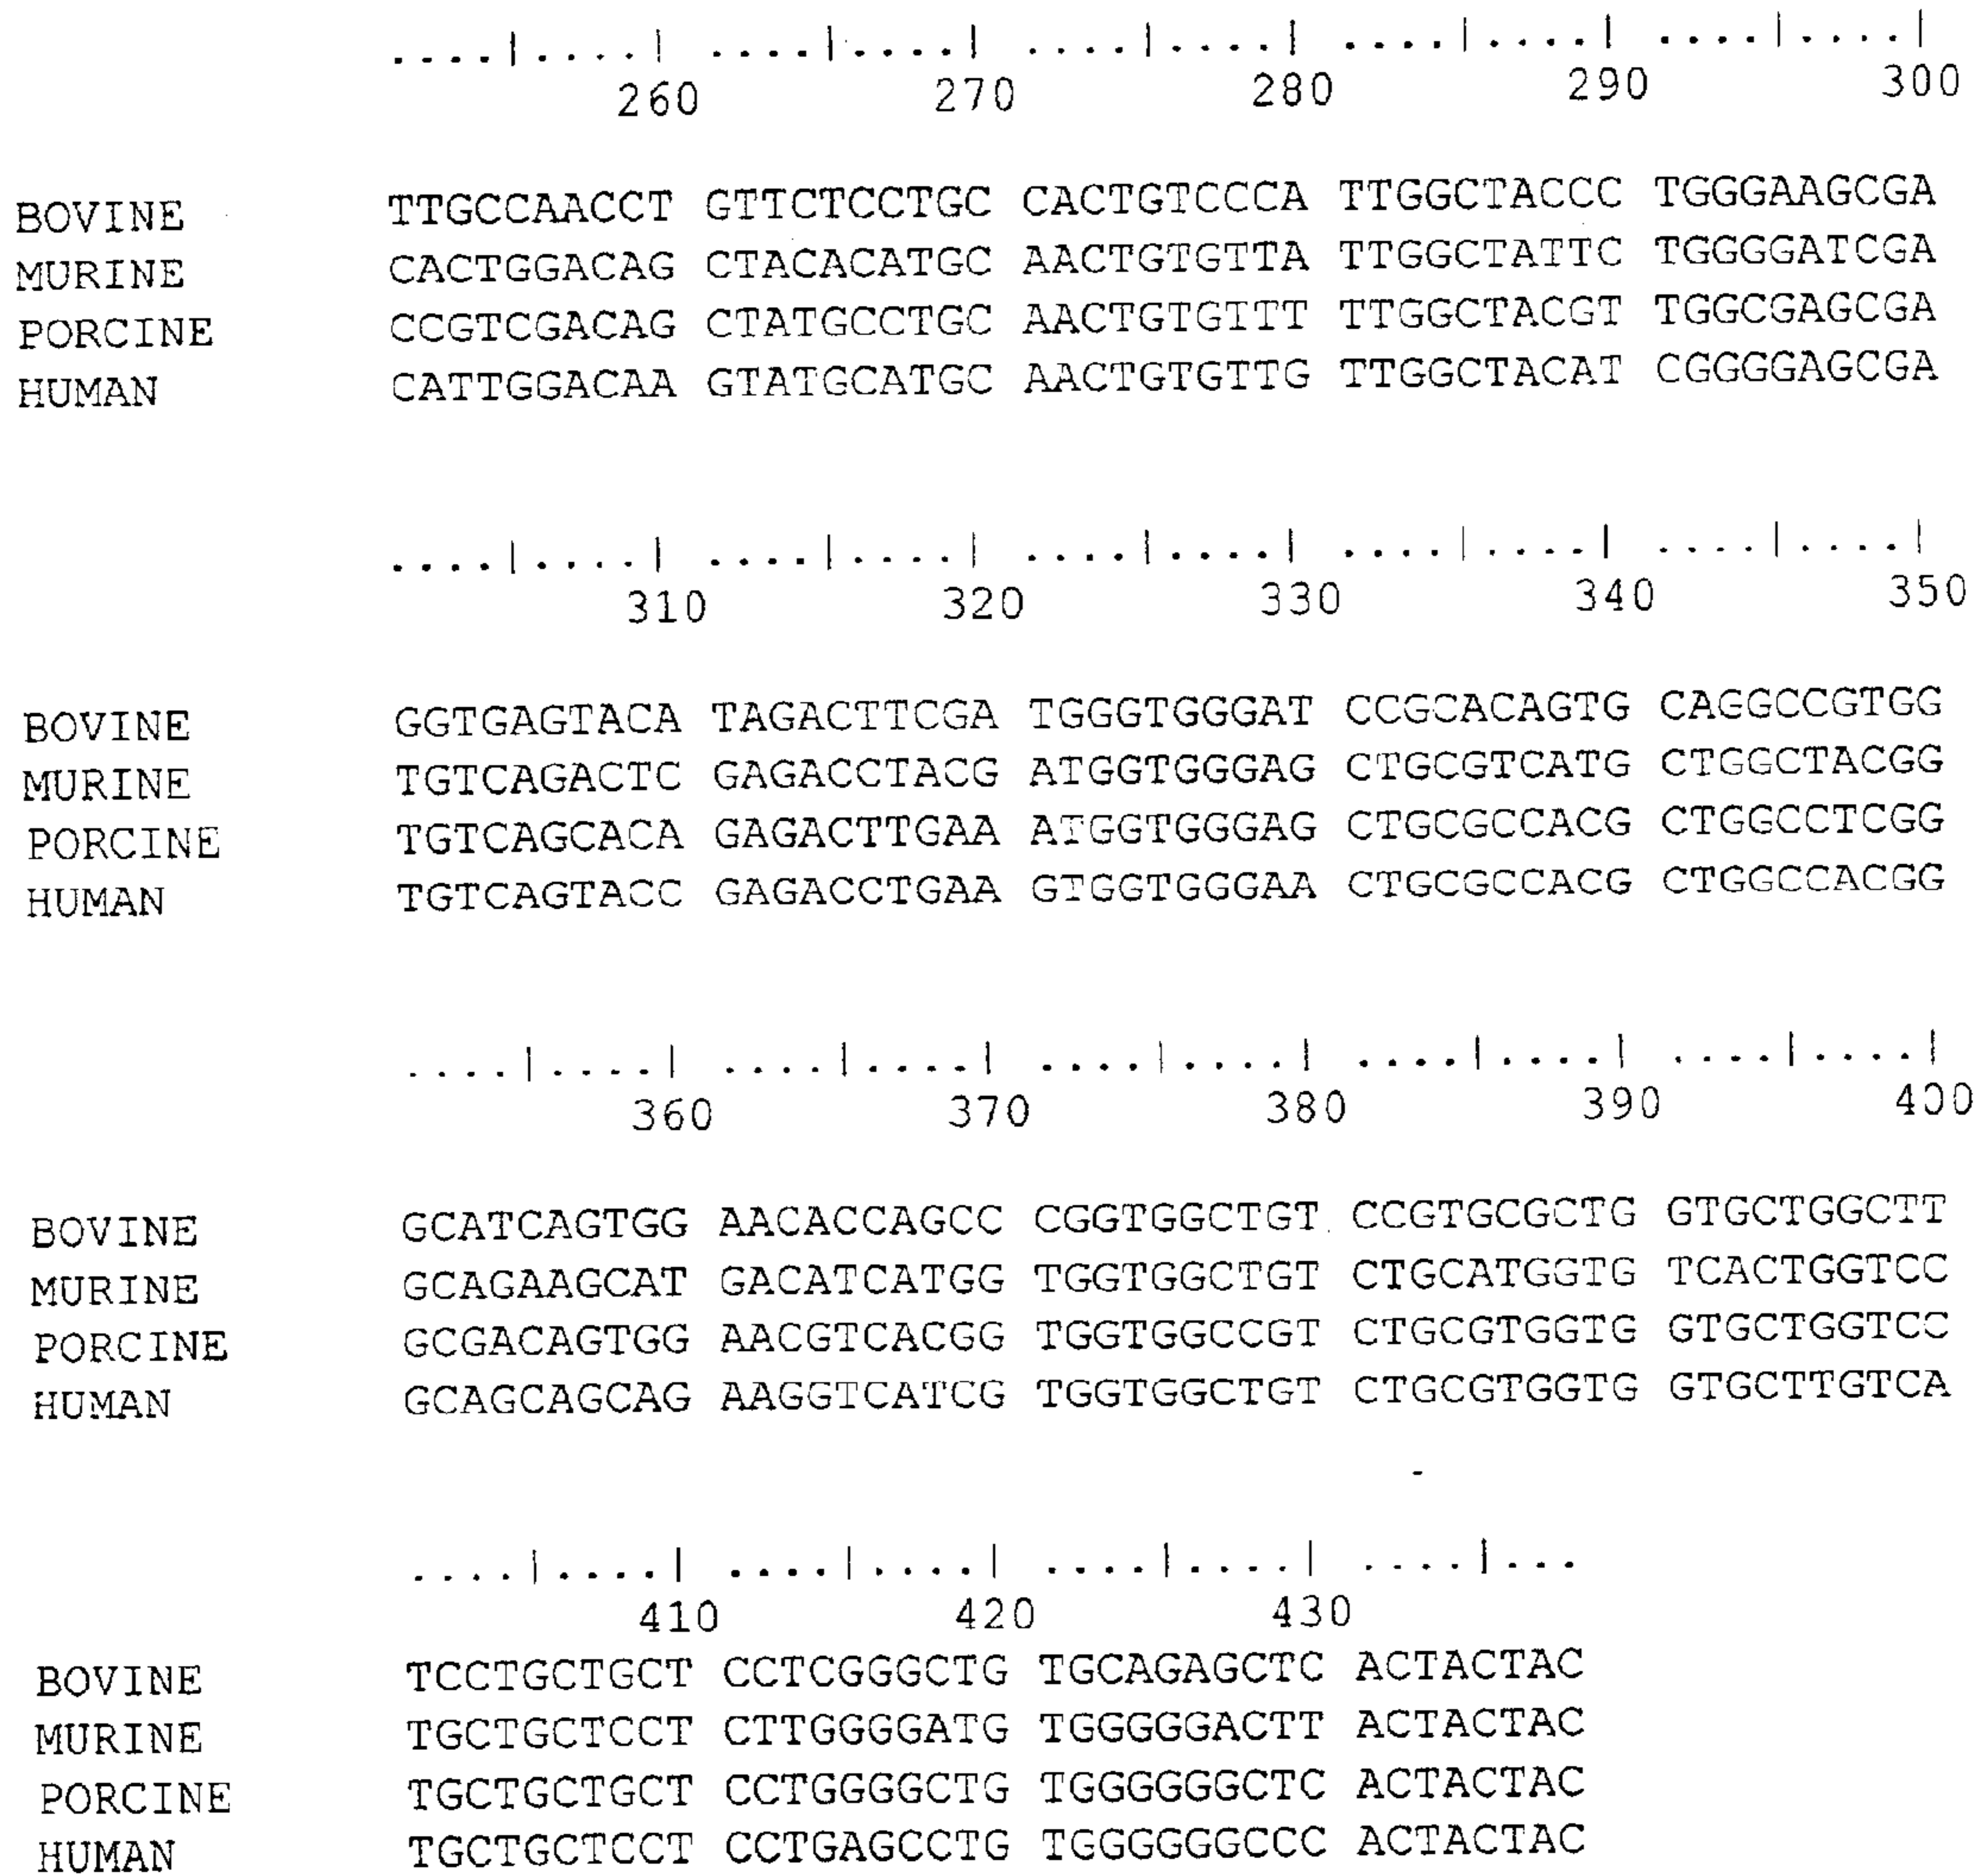 ....|....| ....|....| ....|....| ....|....| ....|....|
260 270 280 290 300
BOVINE TTGCCAACCT GTTCTCCTGC CACTGTCCCA TTGGCTACCC TGGGAAGCGA
MURINE CACTGGACAG CTACACATGC AACTGTGTTA TTGGCTATTC TGGGGATCGA
PORCINE CCGTCGACAG CTATGCCTGC AACTGTGTTT TTGGCTACGT TGGCGAGCGA
HUMAN CATTGGACAA GTATGCATGC AACTGTGTTG TTGGCTACAT CGGGGAGCGA
....|....| ....|....| ....|....| ....|....| ....|....|
310 320 330 340 350
BOVINE GGTGAGTACA TAGACTTCGA TGGGTGGGAT CCGCACAGTG CAGGCCGTGG
MURINE TGTCAGACTC GAGACCTACG ATGGTGGGAG CTGCGTCATG CTGGCTACGG
PORCINE TGTCAGCACA GAGACTTGAA ATGGTGGGAG CTGCGCCACG CTGGCCTCGG
HUMAN TGTCAGTACC GAGACCTGAA GTGGTGGGAA CTGCGCCACG CTGGCCACGG
....|....| ....|....| ....|....| ....|....| ....|....|
360 370 380 390 400
BOVINE GCATCAGTGG AACACCAGCC CGGTGGCTGT CCGTGCGCTG GTGCTGGCTT
MURINE GCAGAAGCAT GACATCATGG TGGTGGCTGT CTGCATGGTG TCACTGGTCC
PORCINE GCGACAGTGG AACGTCACGG TGGTGGCCGT CTGCGTGGTG GTGCTGGTCC
HUMAN GCAGCAGCAG AAGGTCATCG TGGTGGCTGT CTGCGTGGTG GTGCTTGTCA
....|....| ....|....| ....|....| ....|...
410 420 430
BOVINE TCCTGCTGCT CCTCGGGCTG TGCAGAGCTC ACTACTAC
MURINE TGCTGCTCCT CTTGGGGATG TGGGGGACTT ACTACTAC
PORCINE TGCTGCTGCT CCTGGGGCTG TGGGGGGCTC ACTACTAC
HUMAN TGCTGCTCCT CCTGAGCCTG TGGGGGGCCC ACTACTAC